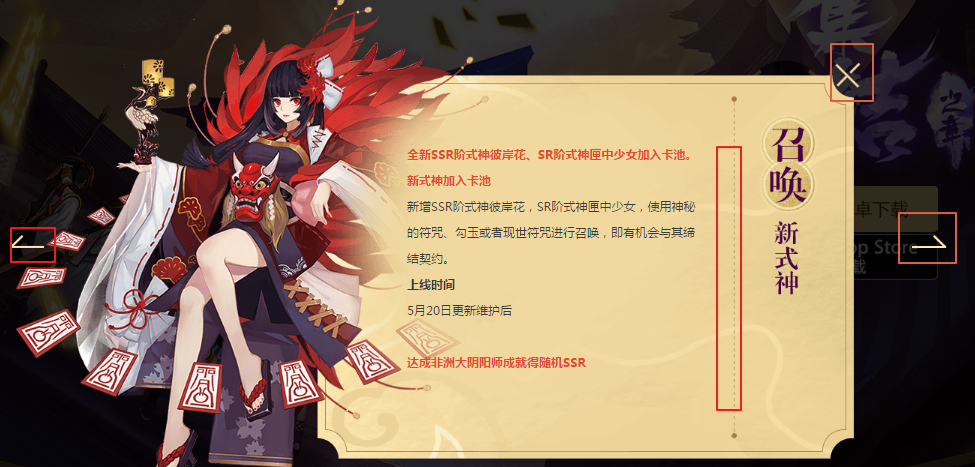 全新SSR阶式神彼岸花、SR阶式神匣中少女加入卡池。
新式神加入卡池
新增SSR阶式神彼岸花，SR阶式神匣中少女，使用神秘
的符咒、勾玉或者现世符咒进行召唤，即有机会与其缔
结契约。
上线时间
5月20日更新维护后
达成非洲大阴阳师成就得随机SSR
召唤
新式神
卓下载
pp Store
载